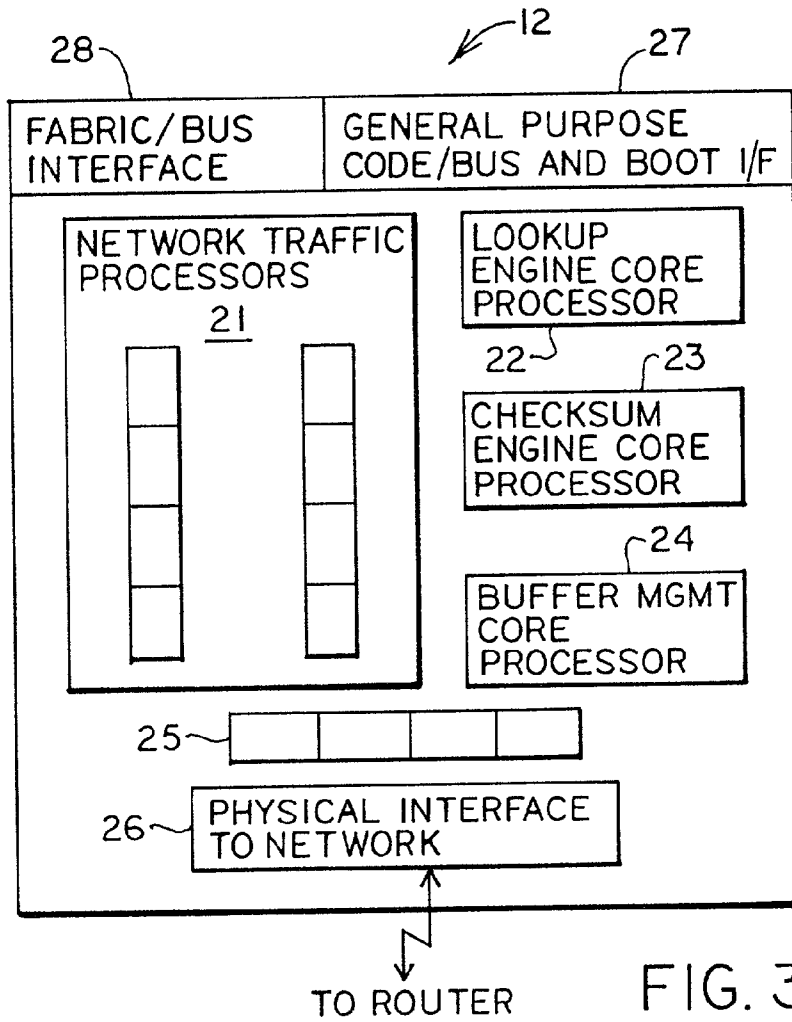 12
28
27
FABRIC/BUS
INTERFACE
GENERAL PURPOSE
CODE/BUS AND BOOT I/F
NETWORK TRAFFIC
PROCESSORS
21
LOOKUP
ENGINE CORE
PROCESSOR
22
23
CHECKSUM
ENGINE CORE
PROCESSOR
24
BUFFER MGMT
CORE
PROCESSOR
25
26
PHYSICAL INTERFACE
TO NETWORK
TO ROUTER
FIG. 3